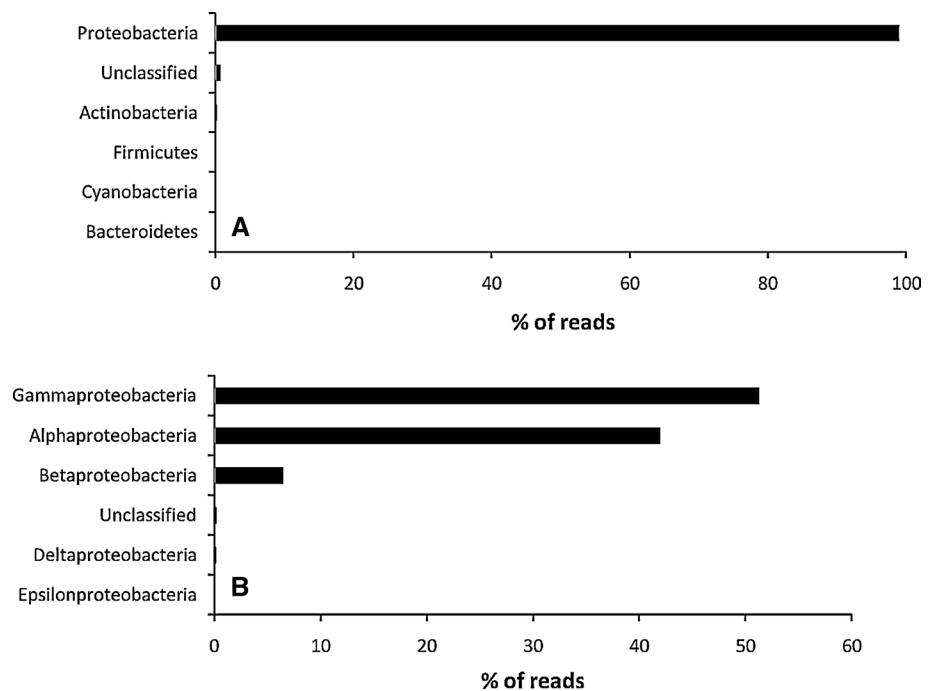 Proteobacteria
Unclassified
Actinobacteria
Firmicutes
Cyanobacteria
Bacteroidetes
A
0 20 40 60 80 100
% of reads
Gammaproteobacteria
Alphaproteobacteria
Betaproteobacteria
Unclassified
Deltaproteobacteria
Epsilonproteobacteria
B
0 10 20 30 40 50 60
% of reads